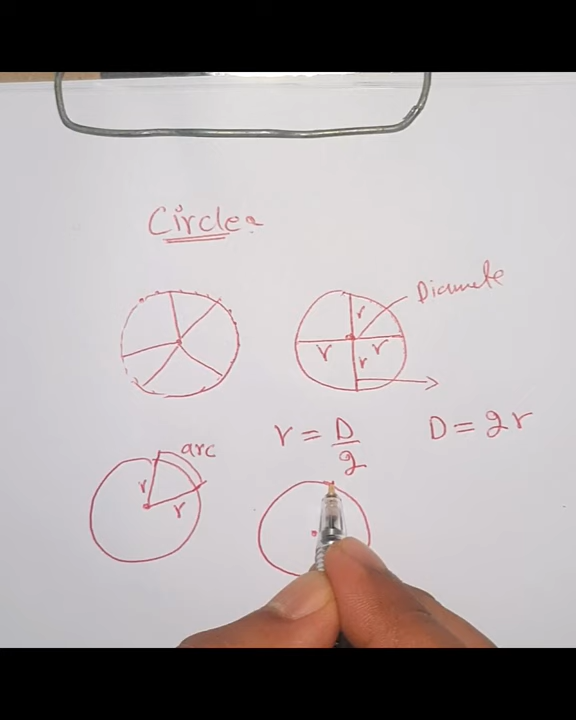 Circle
Diamete
r
r r
r
r = D/2
D = 2r
arc
r
r